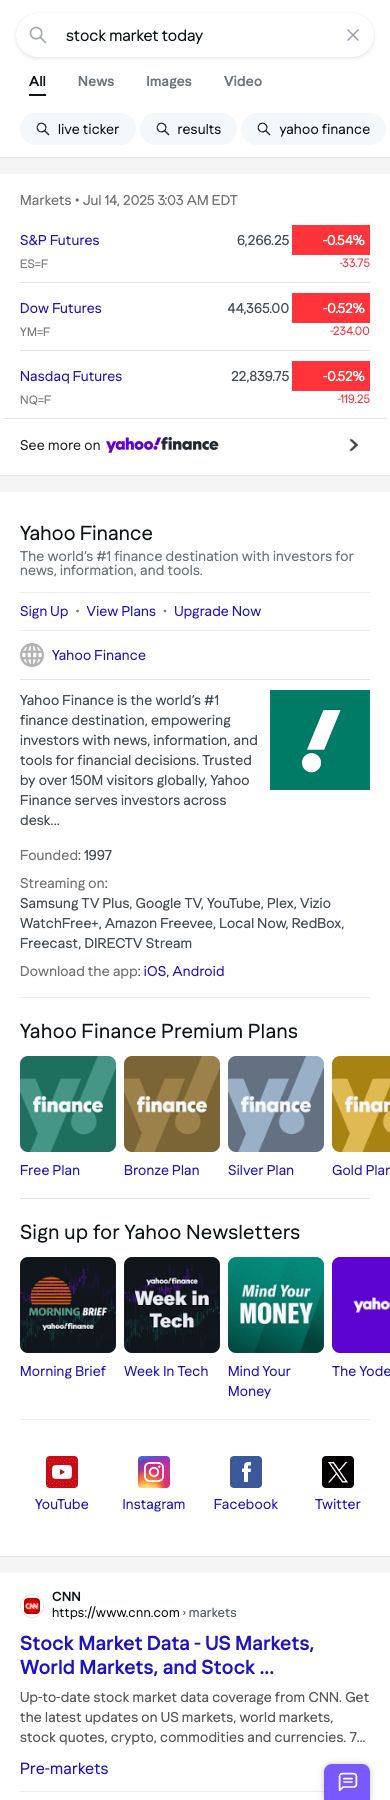 stock market today
All News Images Video
live ticker results yahoo finance
Markets • Jul 14, 2025 3:03 AM EDT
S&P Futures 6,266.25 -0.54%
ES=F -33.75
Dow Futures 44,365.00 -0.52%
YM=F -234.00
Nasdaq Futures 22,839.75 -0.52%
NQ=F -119.25
See more on yahoo!finance
Yahoo Finance
The world's #1 finance destination with investors for
news, information, and tools.
Sign Up • View Plans • Upgrade Now
Yahoo Finance
Yahoo Finance is the world's #1
finance destination, empowering
investors with news, information, and
tools for financial decisions. Trusted
by over 150M visitors globally, Yahoo
Finance serves investors across
desk...
Founded: 1997
Streaming on:
Samsung TV Plus, Google TV, YouTube, Plex, Vizio
WatchFree+, Amazon Freevee, Local Now, RedBox,
Freecast, DIRECTV Stream
Download the app: iOS, Android
Yahoo Finance Premium Plans
y! finance y! finance y! finance finan
Free Plan Bronze Plan Silver Plan Gold Plan
Sign up for Yahoo Newsletters
MORNING BRIEF
yahoo!finance
yahoo!finance
Week in
Tech
Mind Your
MONEY
yaho
Morning Brief Week In Tech Mind Your
Money The Yode
YouTube Instagram Facebook Twitter
CNN
CNN
https://www.cnn.com › markets
Stock Market Data - US Markets,
World Markets, and Stock ...
Up-to-date stock market data coverage from CNN. Get
the latest updates on US markets, world markets,
stock quotes, crypto, commodities and currencies. 7...
Pre-markets